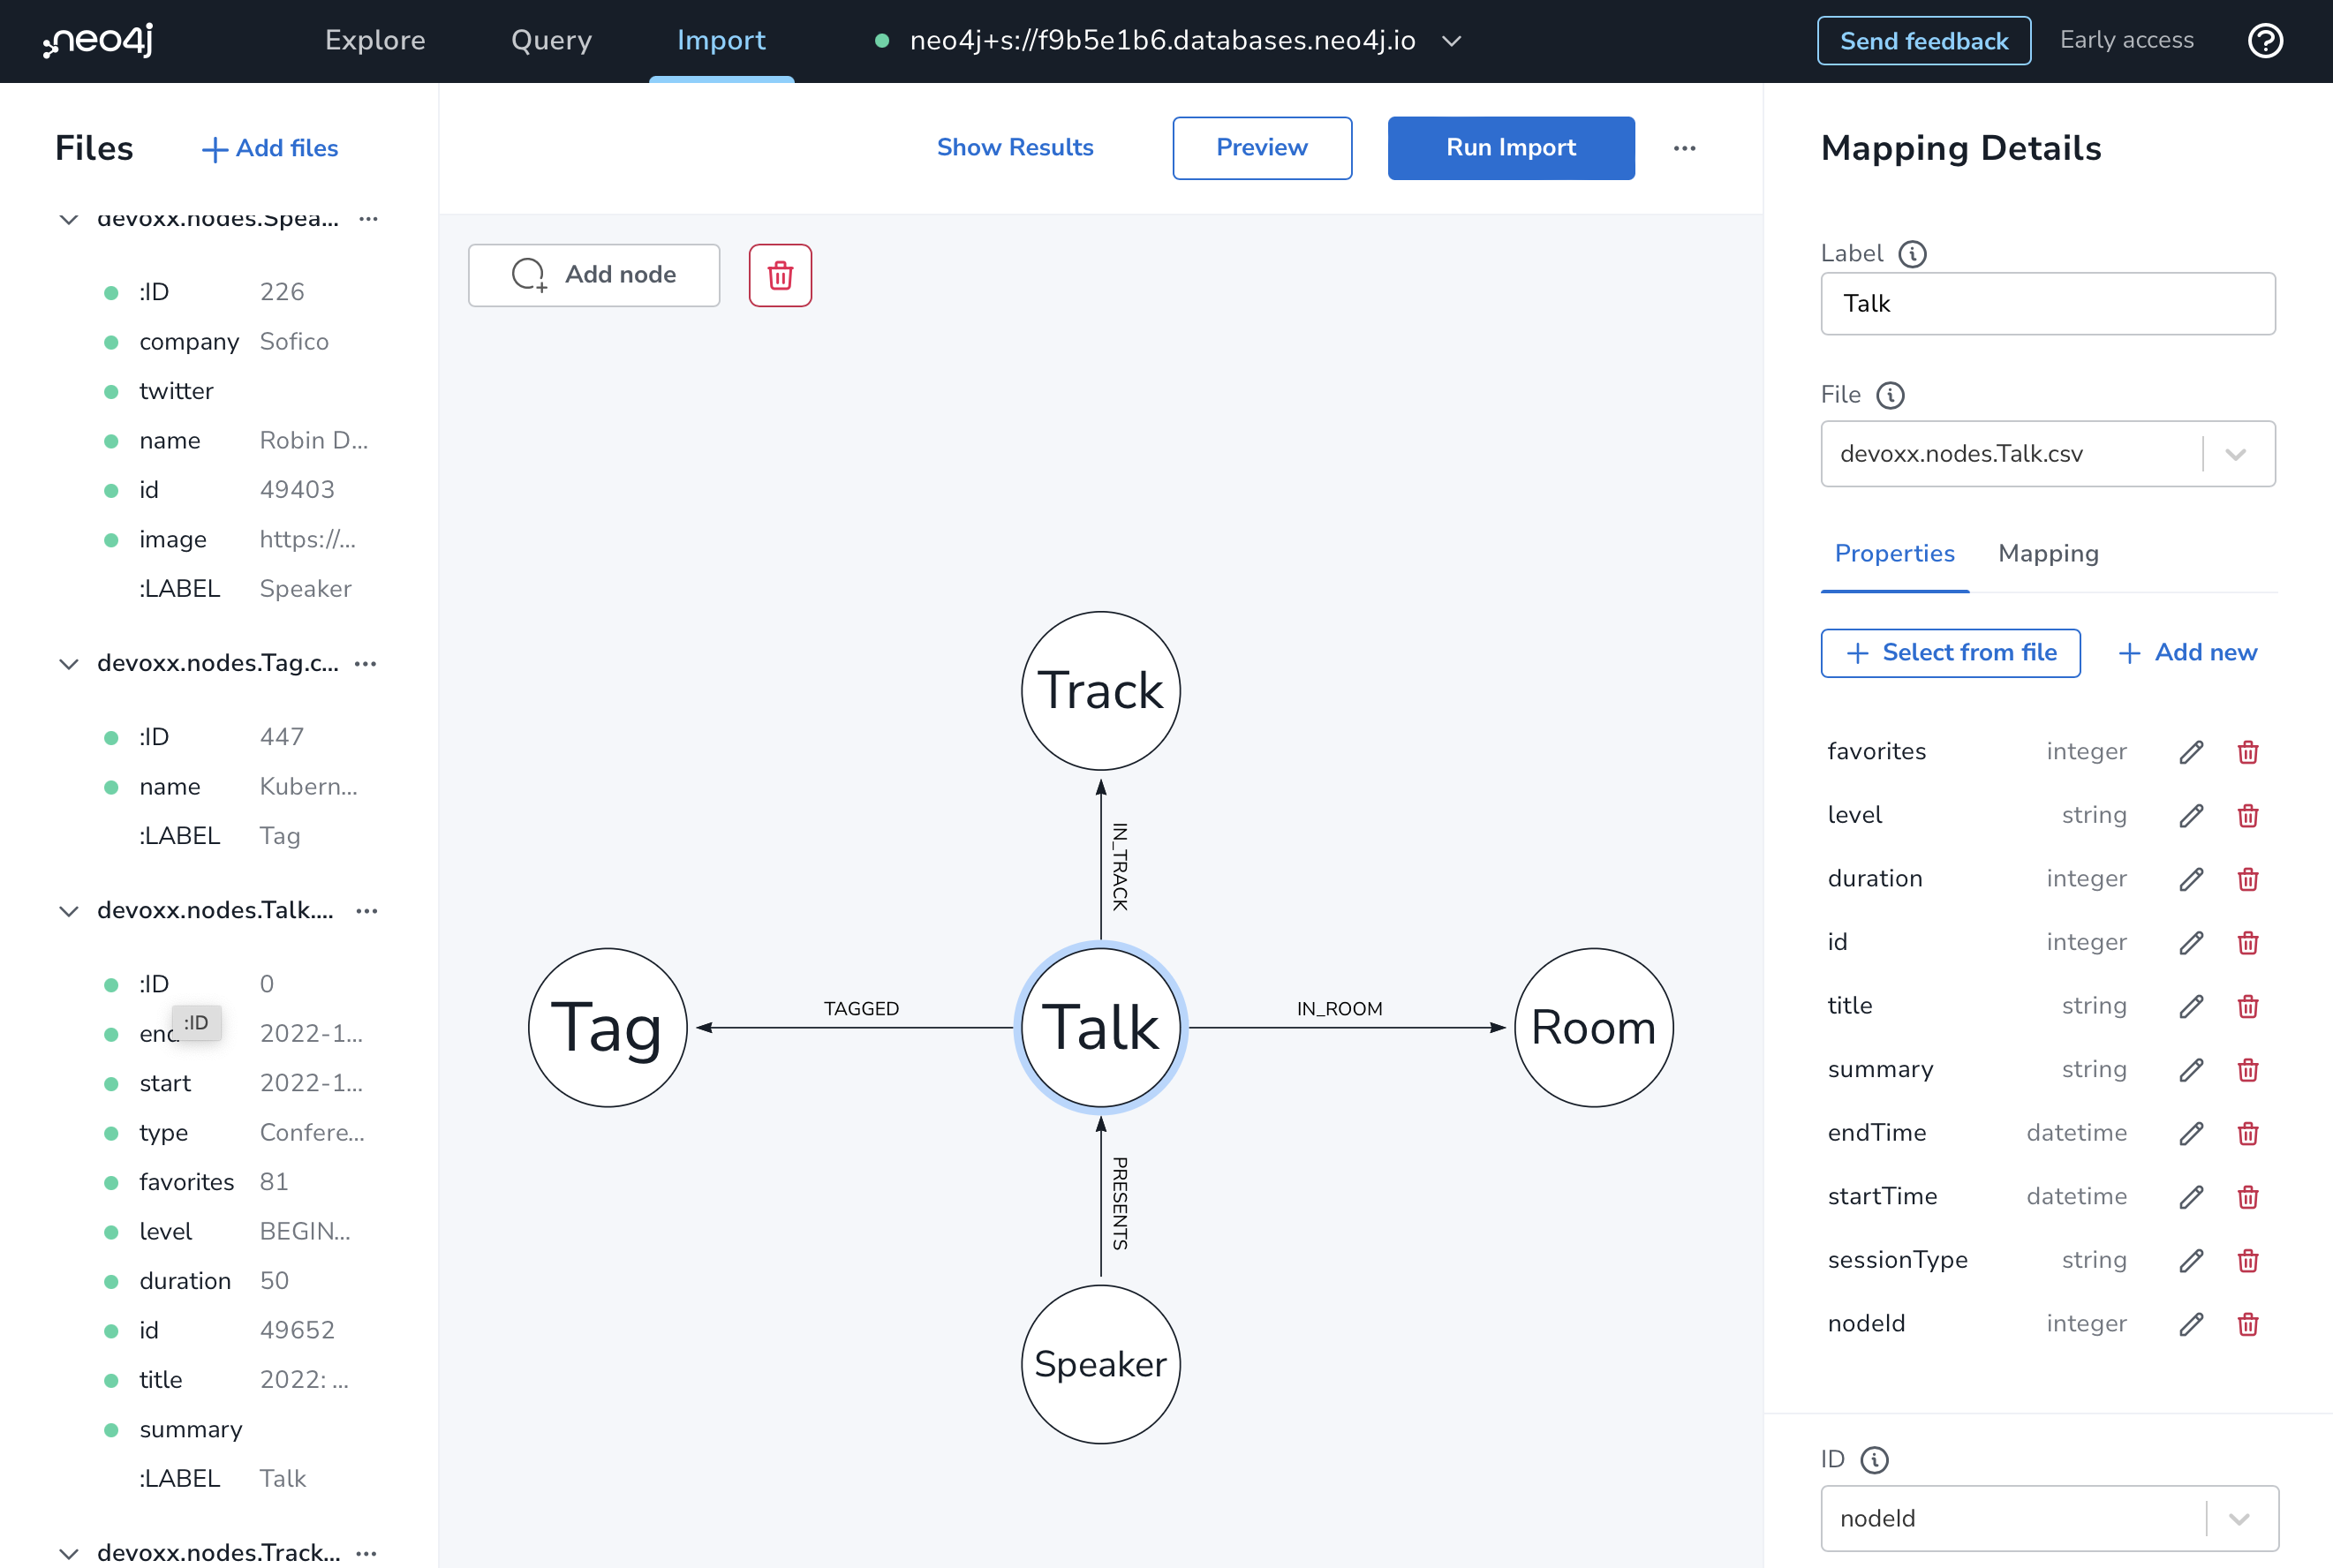 neo4j
Explore
Query
Import
neo4j+s://f9b5e1b6.databases.neo4j.io
Send feedback
Early access
Files
Add files
devoxx.nodes.Spea...
:ID 226
company Sofico
twitter
name Robin D...
id 49403
image https://...
:LABEL Speaker
devoxx.nodes.Tag.c...
:ID 447
name Kubern...
:LABEL Tag
devoxx.nodes.Talk....
:ID 0
:ID
end 2022-1...
start 2022-1...
type Confere...
favorites 81
level BEGIN...
duration 50
id 49652
title 2022: ...
summary
:LABEL Talk
devoxx.nodes.Track...
Show Results
Preview
Run Import
Add node
Track
IN_TRACK
Tag
TAGGED
Talk
IN_ROOM
Room
PRESENTS
Speaker
Mapping Details
Label
Talk
File
devoxx.nodes.Talk.csv
Properties
Mapping
Select from file
Add new
favorites integer
level string
duration integer
id integer
title string
summary string
endTime datetime
startTime datetime
sessionType string
nodeId integer
ID
nodeId